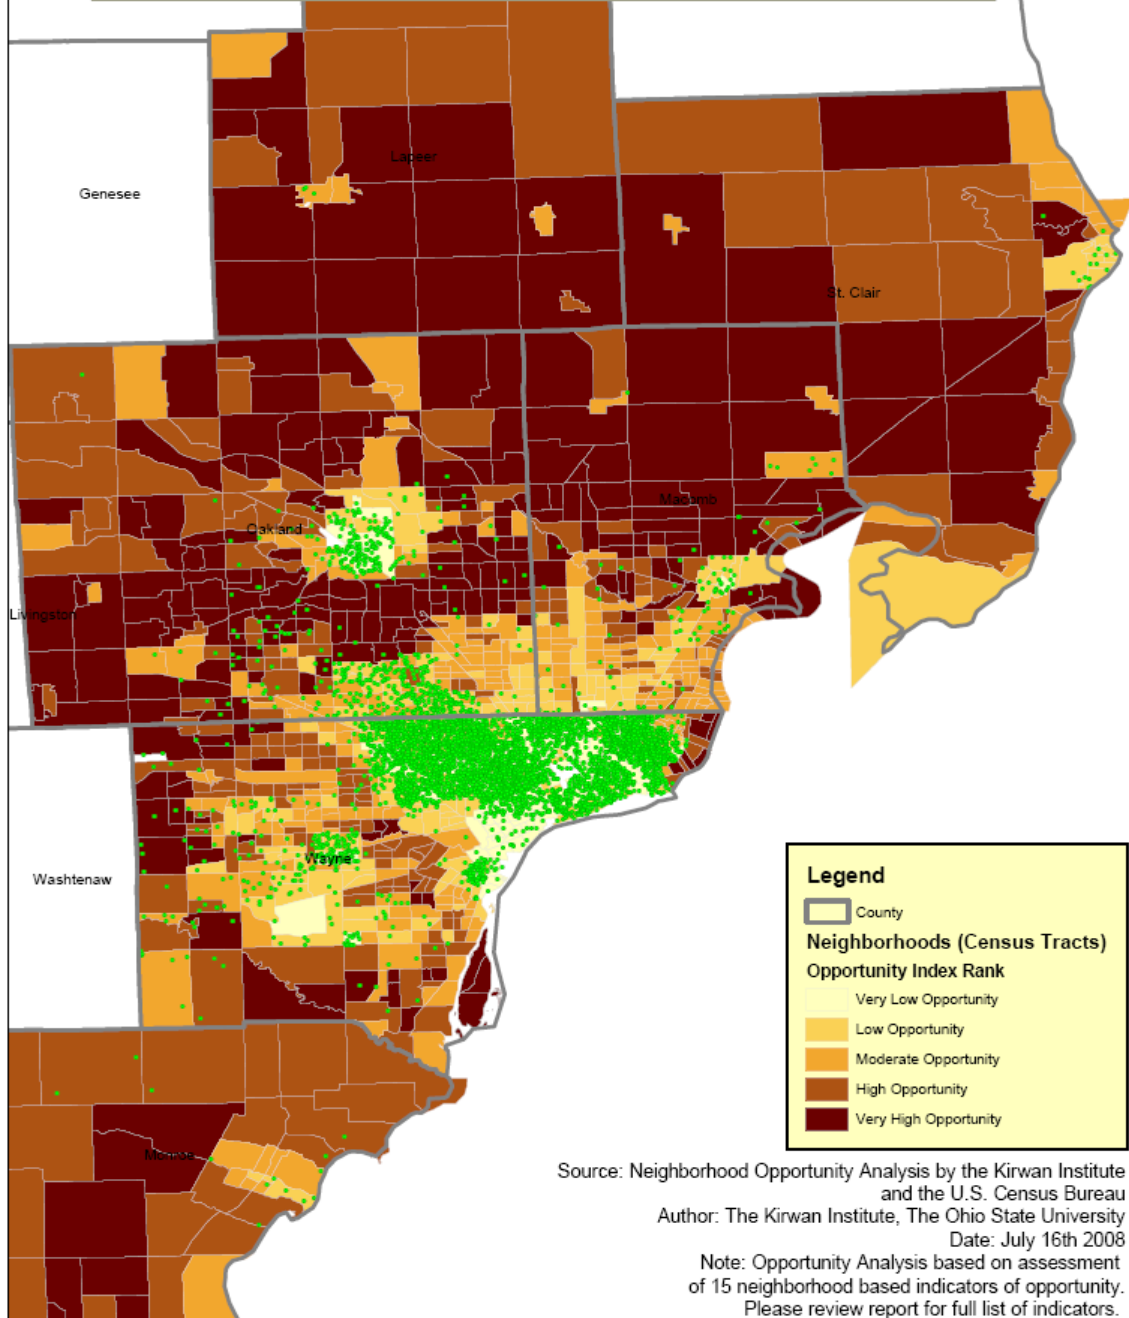 Lapeer
Genesee
St. Clair
Macomb
Oakland
Livingston
Wayne
Washtenaw
Monroe
Legend
County
Neighborhoods (Census Tracts)
Opportunity Index Rank
Very Low Opportunity
Low Opportunity
Moderate Opportunity
High Opportunity
Very High Opportunity
Source: Neighborhood Opportunity Analysis by the Kirwan Institute
and the U.S. Census Bureau
Author: The Kirwan Institute, The Ohio State University
Date: July 16th 2008
Note: Opportunity Analysis based on assessment
of 15 neighborhood based indicators of opportunity.
Please review report for full list of indicators.